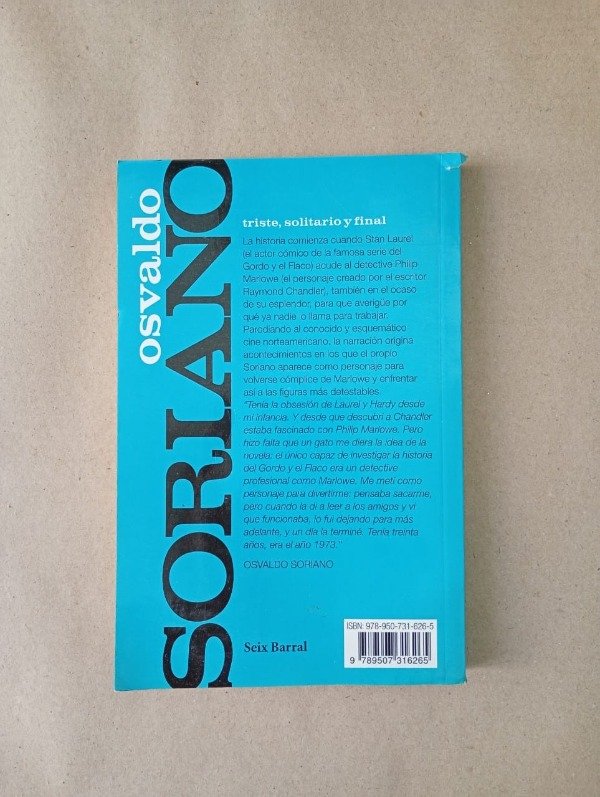 osvaldo
SORIANO
triste, solitario y final
La historia comienza cuando Stan Laurel
(el actor cómico de la famosa serie del
Gordo y el Flaco) acude al detective Philip
Marlowe (el personaje creado por el escritor
Raymond Chandler), también en el ocaso
de su esplendor, para que averigüe por
qué ya nadie lo llama para trabajar.
Parodiando al conocido y esquemático
cine norteamericano, la narración origina
acontecimientos en los que el propio
Soriano aparece como personaje para
volverse cómplice de Marlowe y enfrentar
así a las figuras más detestables.
"Tenía la obsesión de Laurel y Hardy desde
mi infancia. Y desde que descubrí a Chandler
estaba fascinado con Philip Marlowe. Pero
hizo falta que un gato me diera la idea de la
novela: el único capaz de investigar la historia
del Gordo y el Flaco era un detective
profesional como Marlowe. Me metí como
personaje para divertirme; pensaba sacarme,
pero cuando la di a leer a los amigos y vi
que funcionaba, lo fui dejando para más
adelante, y un día la terminé. Tenía treinta
años, era el año 1973."
OSVALDO SORIANO
Seix Barral
ISBN: 978-950-731-626-5
9 789507 316265